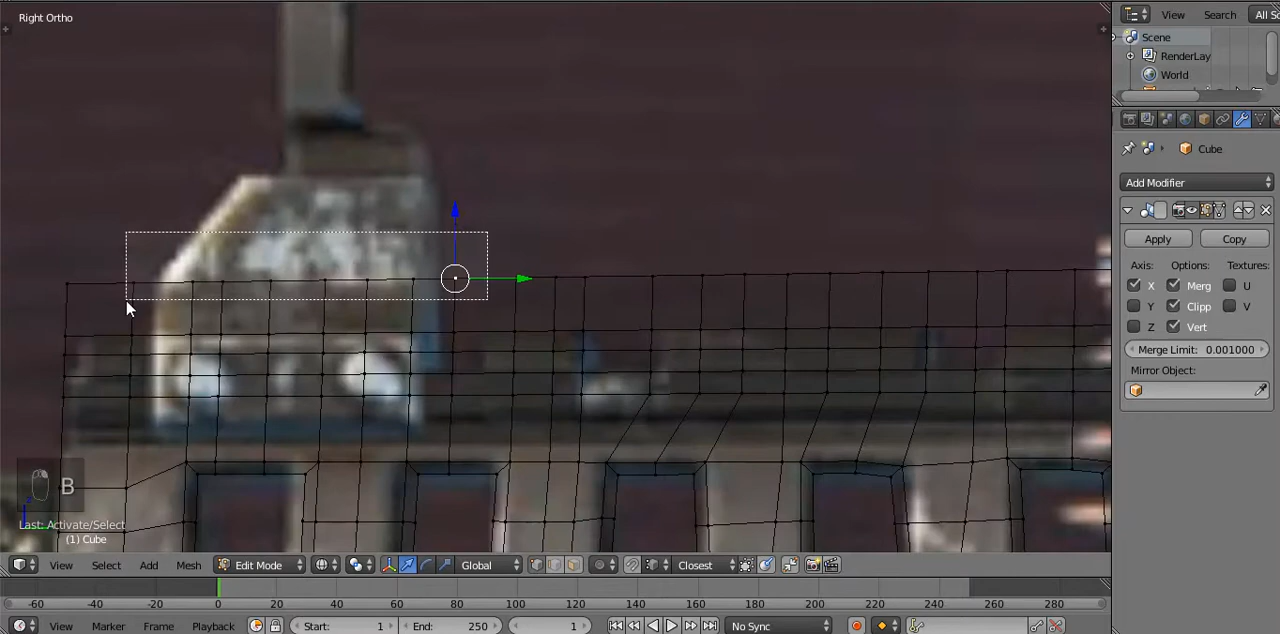 Right Ortho
View Search All Sc
Scene
RenderLay
World
Cube
Add Modifier
Apply Copy
Axis: Options: Textures:
X Merg U
Y Clipp V
Z Vert
Merge Limit: 0.001000
Mirror Object:
B
Last: Activate/Select
(1) Cube
View Select Add Mesh Edit Mode Global Closest
-60 -40 -20 0 20 40 60 80 100 120 140 160 180 200 220 240 260 280
View Marker Frame Playback Start: 1 End: 250 1 No Sync